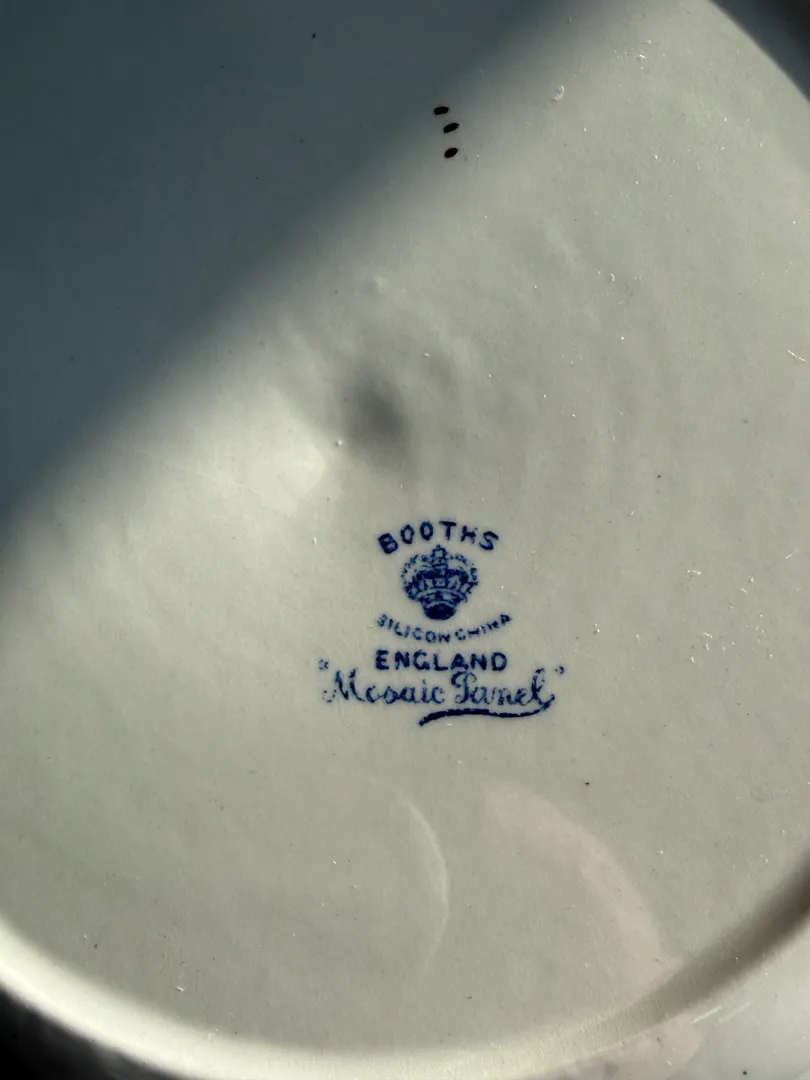 BOOTHS
SILICON CHINA
ENGLAND
"Mosaic Panel"